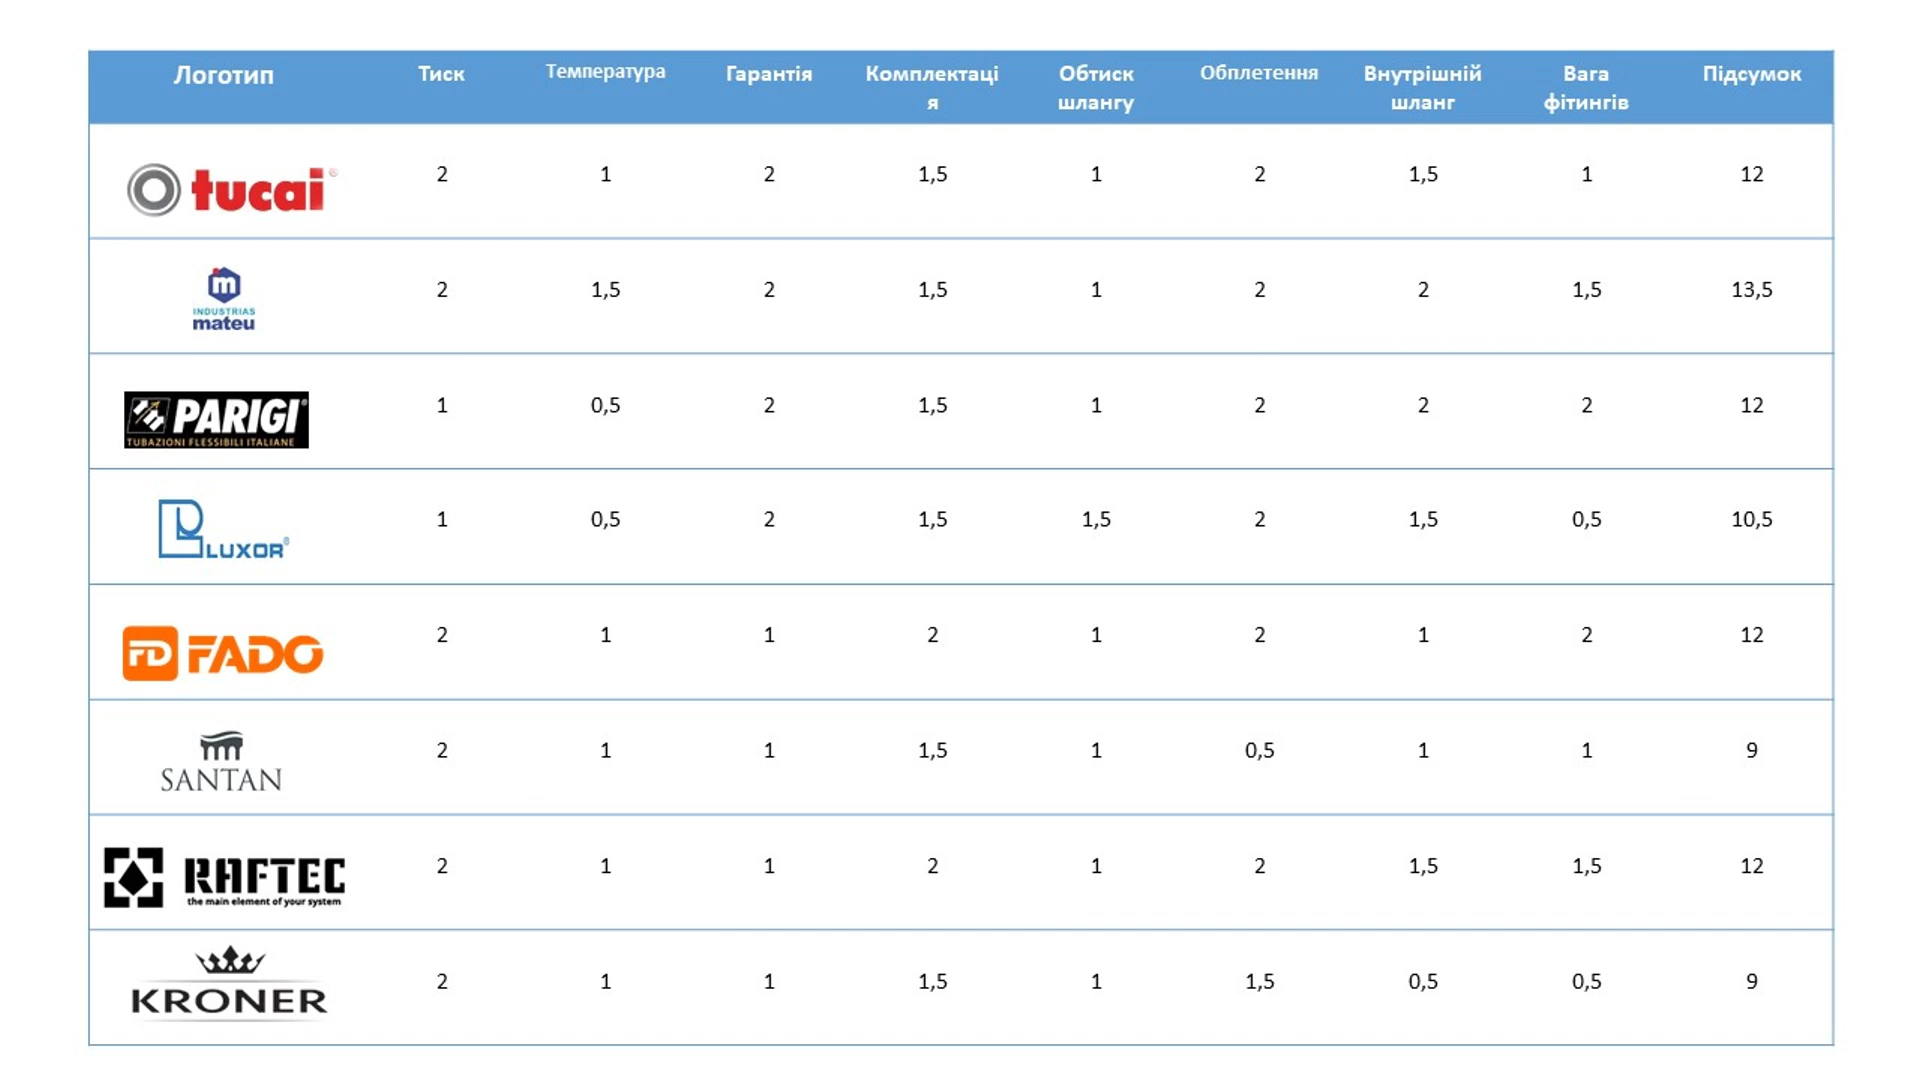 Логотип Тиск Температура Гарантія Комплектаці Обтиск Обплетення Внутрішній Вага Підсумок
я шлангу шланг фітингів
tucai® 2 1 2 1,5 1 2 1,5 1 12
m
INDUSTRIAS
mateu 2 1,5 2 1,5 1 2 2 1,5 13,5
PARIGI® 1 0,5 2 1,5 1 2 2 2 12
TUBAZIONI FLESSIBILI ITALIANE
LUXOR® 1 0,5 2 1,5 1,5 2 1,5 0,5 10,5
FD FADO 2 1 1 2 1 2 1 2 12
SANTAN 2 1 1 1,5 1 0,5 1 1 9
RAFTEC 2 1 1 2 1 2 1,5 1,5 12
the main element of your system
KRONER 2 1 1 1,5 1 1,5 0,5 0,5 9